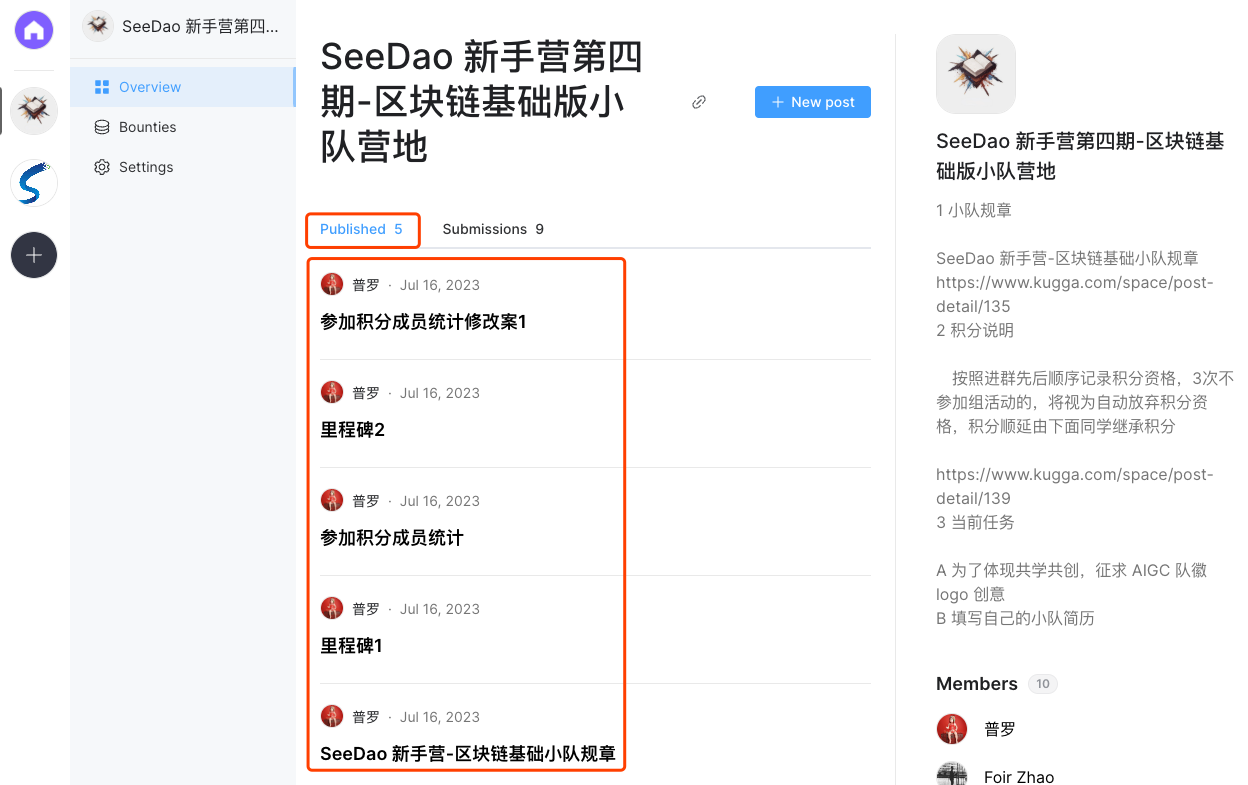 SeeDao 新手营第四...
Overview
Bounties
Settings
SeeDao 新手营第四
期-区块链基础版小
队营地
New post
Published 5
Submissions 9
普罗 · Jul 16, 2023
参加积分成员统计修改案1
普罗 · Jul 16, 2023
里程碑2
普罗 · Jul 16, 2023
参加积分成员统计
普罗 · Jul 16, 2023
里程碑1
普罗 · Jul 16, 2023
SeeDao 新手营-区块链基础小队规章
SeeDao 新手营第四期-区块链基
础版小队营地
1 小队规章
SeeDao 新手营-区块链基础小队规章
https://www.kugga.com/space/post-
detail/135
2 积分说明
按照进群先后顺序记录积分资格，3次不
参加组活动的，将视为自动放弃积分资
格，积分顺延由下面同学继承积分
https://www.kugga.com/space/post-
detail/139
3 当前任务
A 为了体现共学共创，征求 AIGC 队徽
logo 创意
B 填写自己的小队简历
Members 10
普罗
Foir Zhao